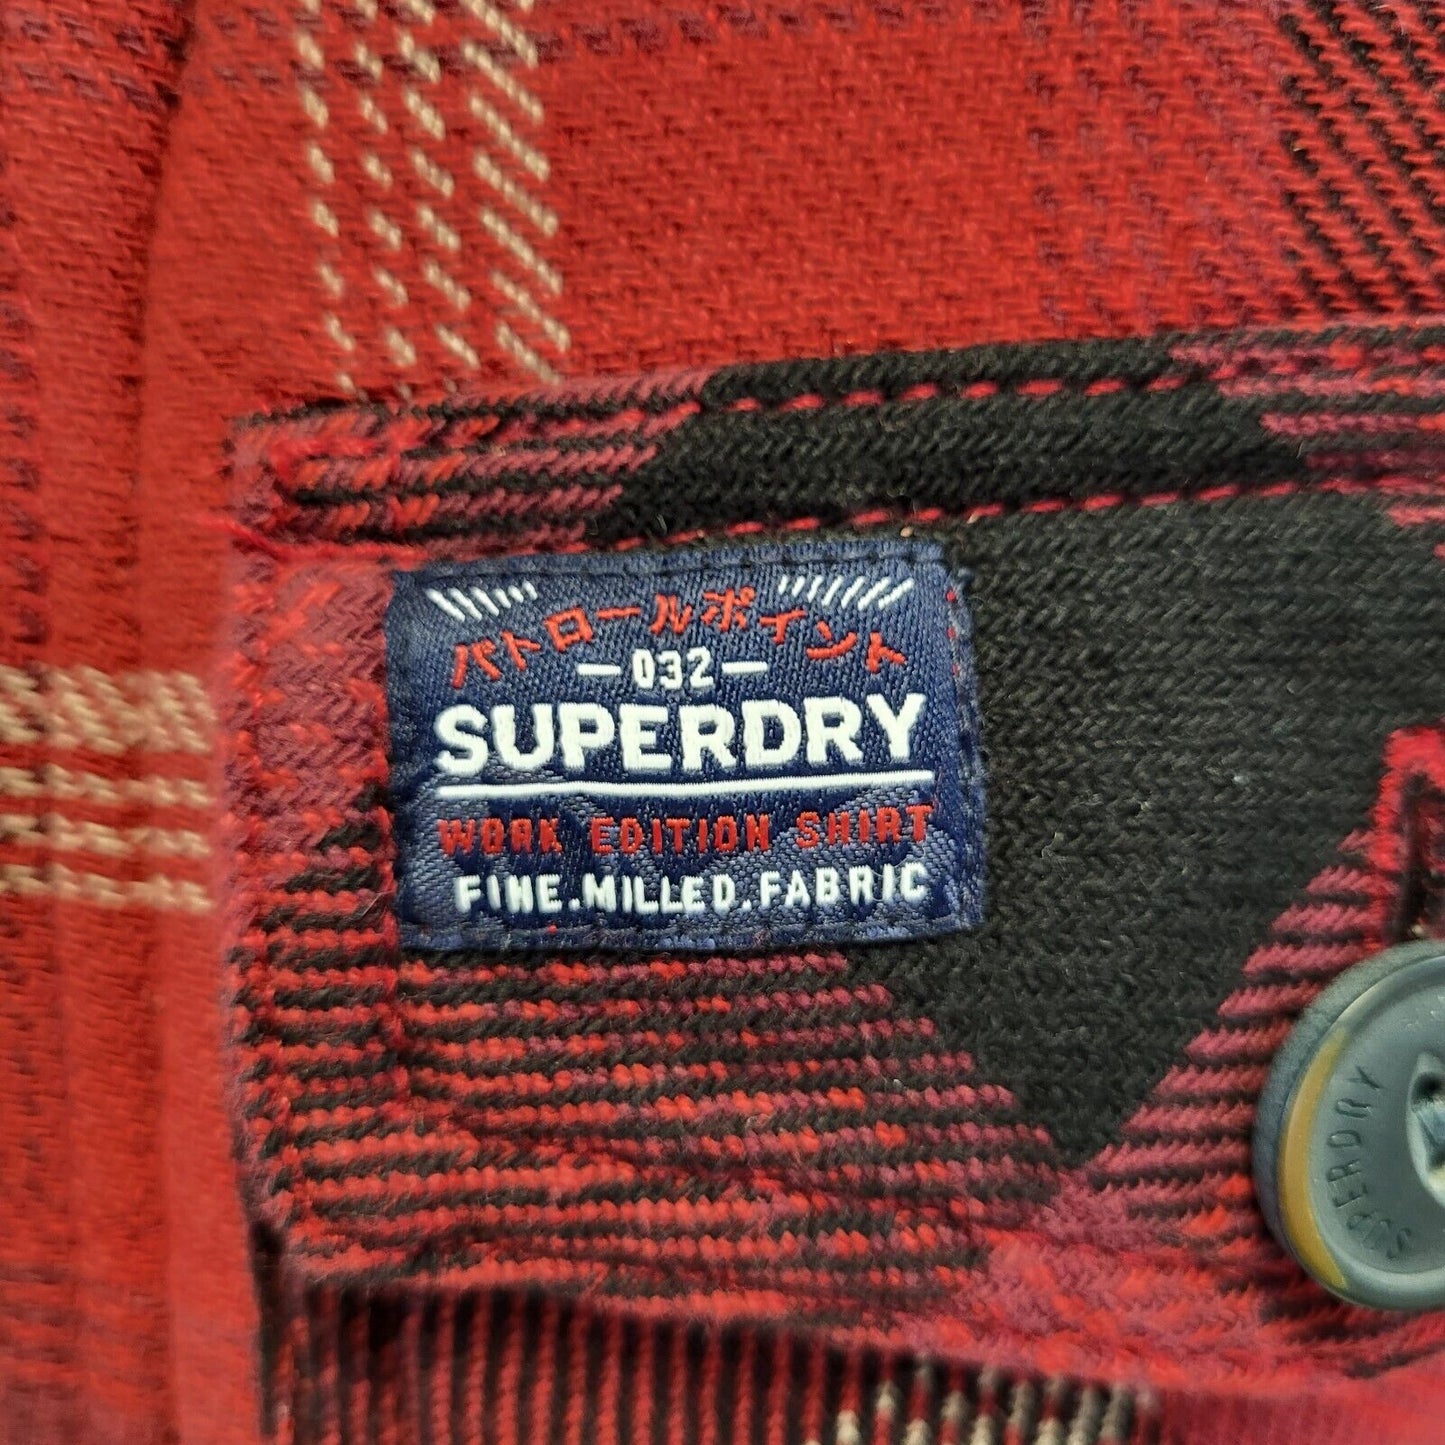 パトロールポイント
-032-
SUPERDRY
WORK EDITION SHIRT
FINE.MILLED.FABRIC
SUPERDRY